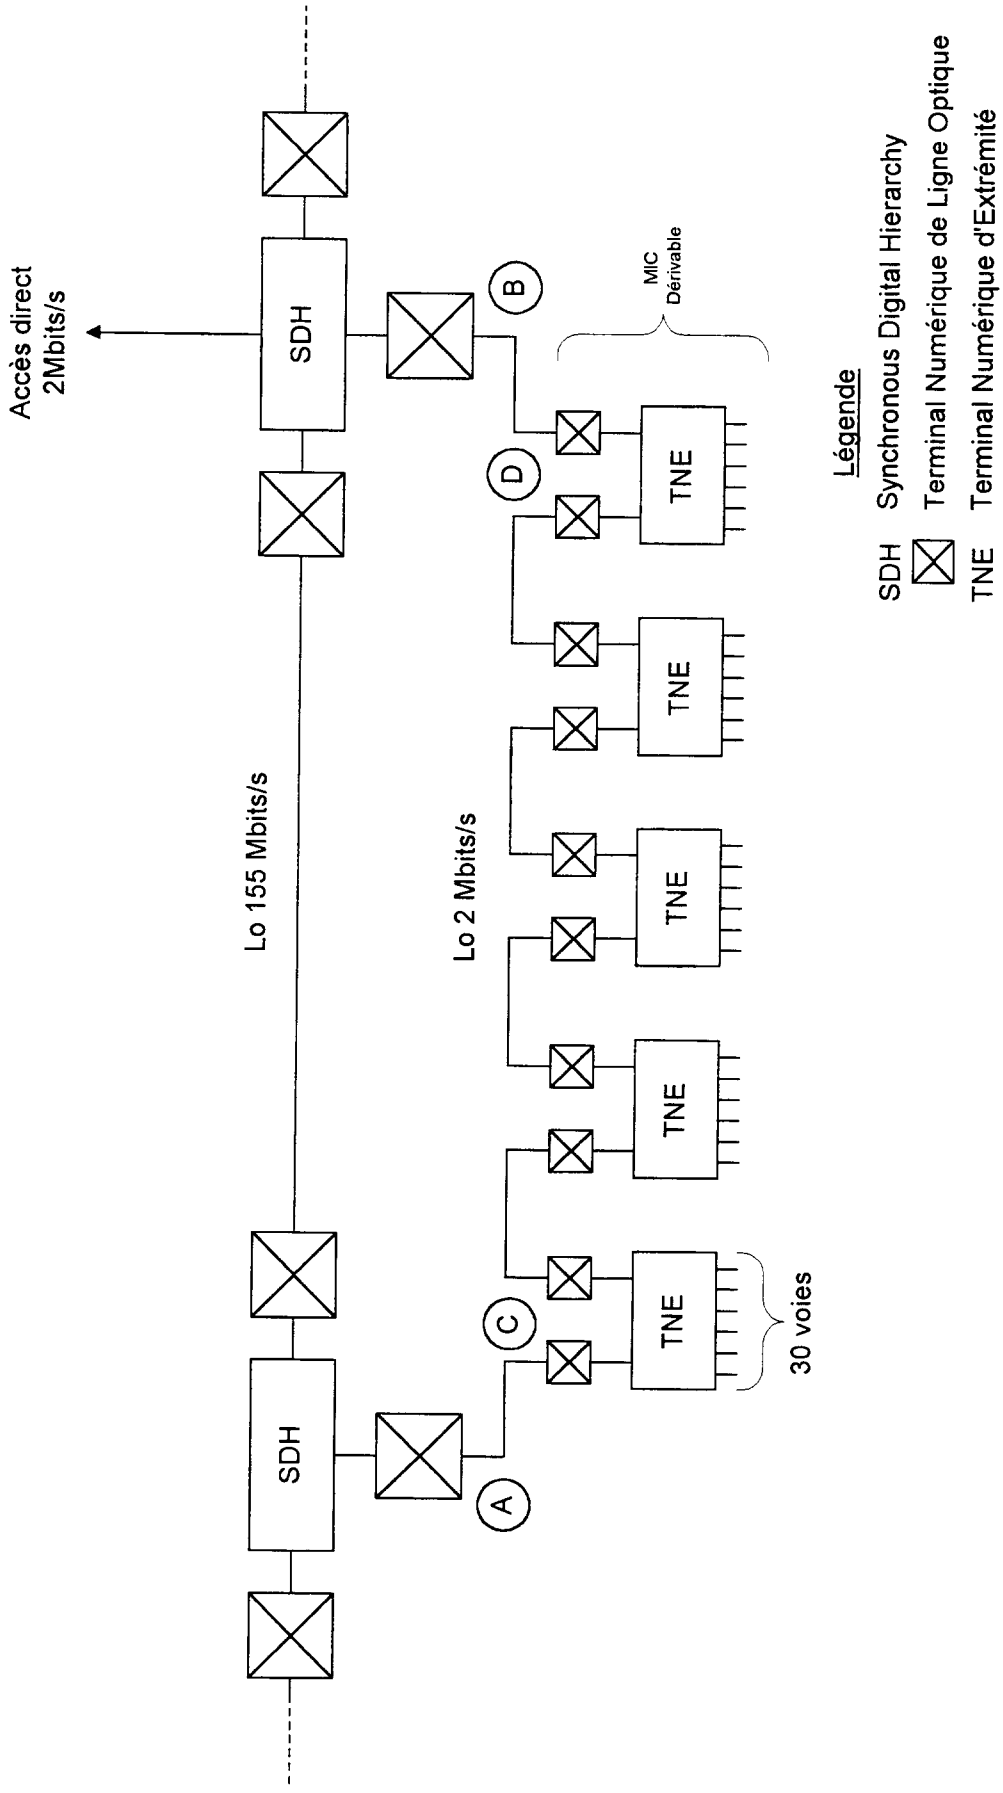 Accès direct
2Mbits/s
SDH
SDH
Lo 155 Mbits/s
A
B
Lo 2 Mbits/s
C
D
TNE
TNE
TNE
TNE
TNE
MIC
Dérivable
30 voies
Légende
SDH Synchronous Digital Hierarchy
Terminal Numérique de Ligne Optique
TNE Terminal Numérique d'Extrémité